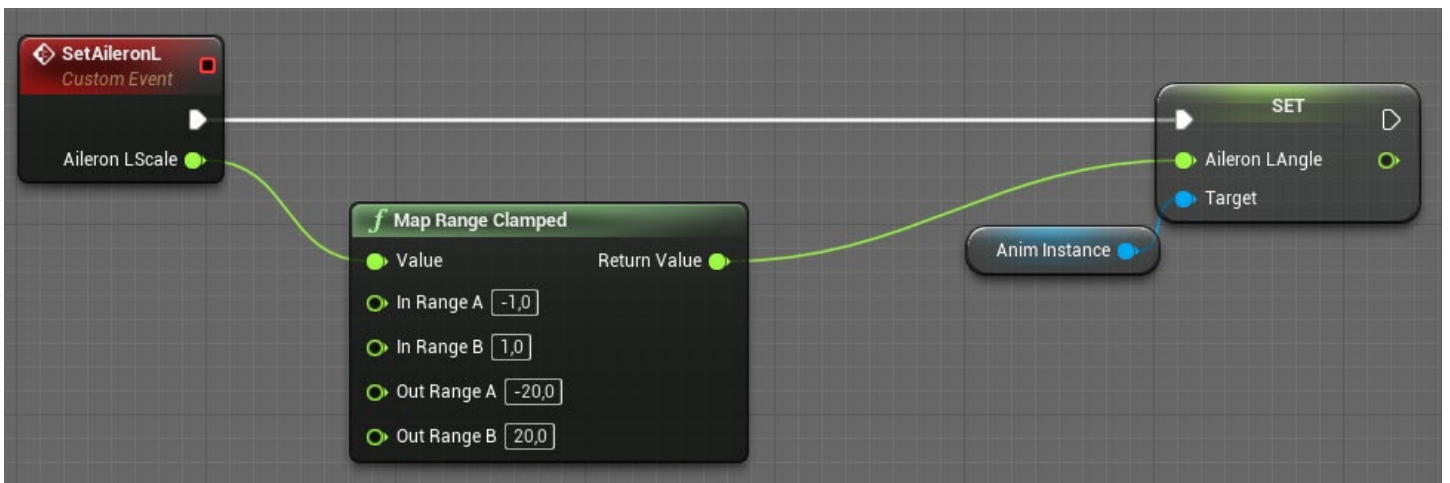 SetAileronL
Custom Event
Aileron LScale
Map Range Clamped
Value
Return Value
In Range A -1,0
In Range B 1,0
Out Range A -20,0
Out Range B 20,0
Anim Instance
SET
Aileron LAngle
Target